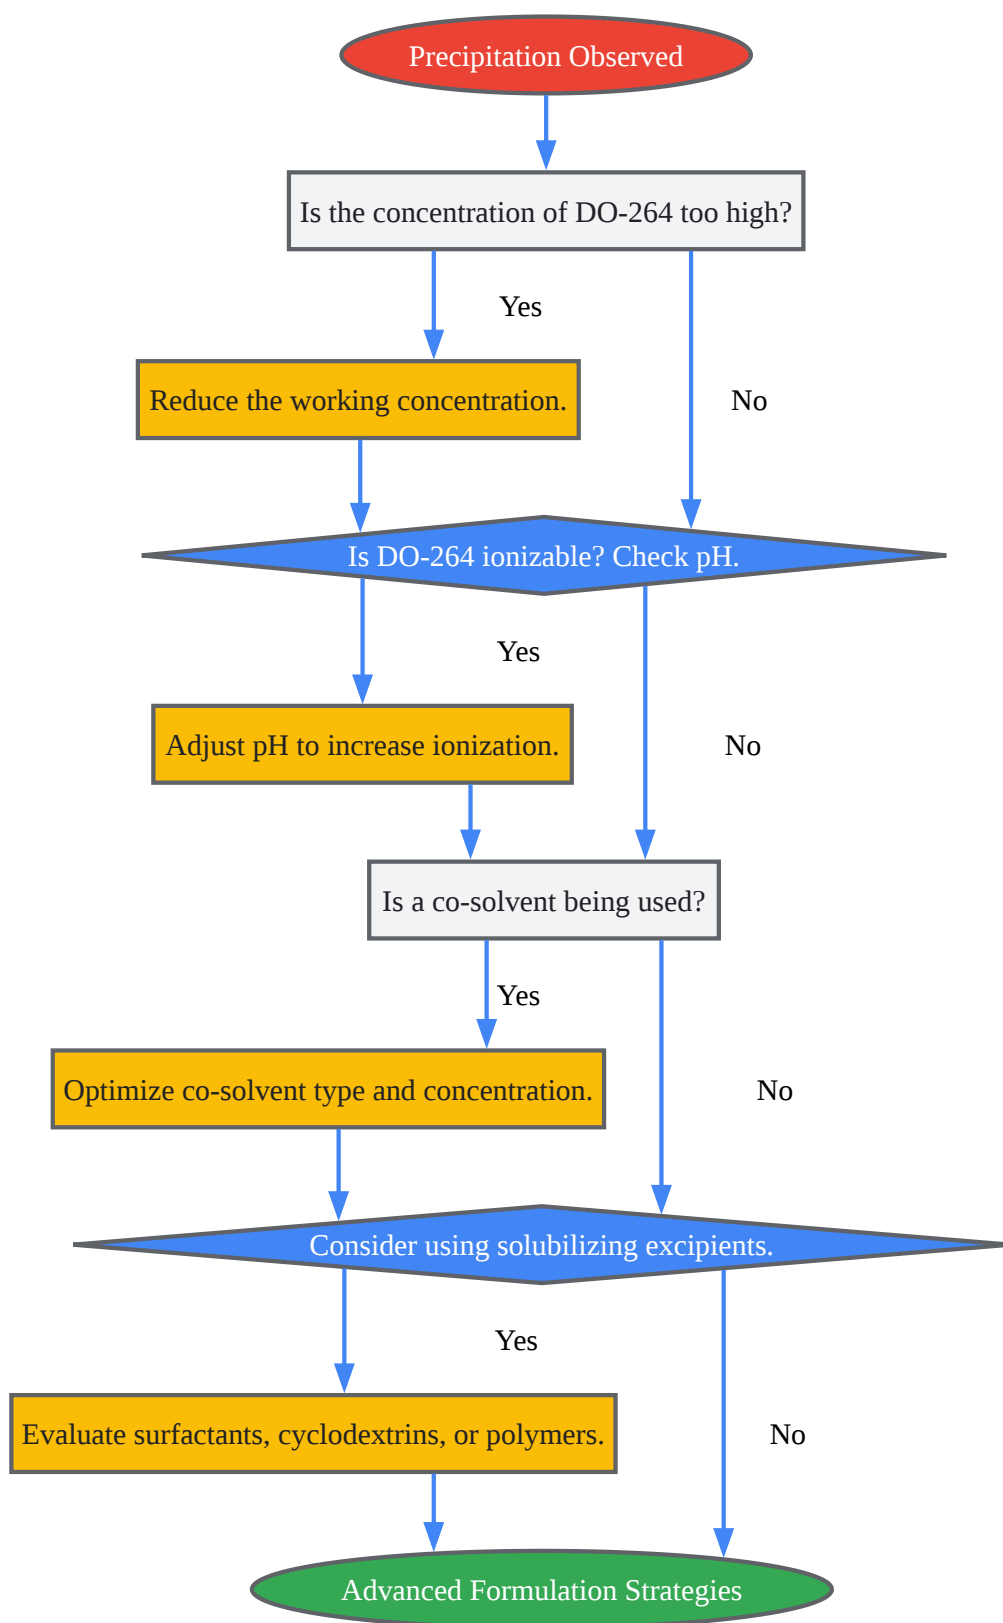 Precipitation Observed
Is the concentration of DO-264 too high?
Yes
Reduce the working concentration.
No
Is DO-264 ionizable? Check pH.
Yes
Adjust pH to increase ionization.
No
Is a co-solvent being used?
Yes
Optimize co-solvent type and concentration.
No
Consider using solubilizing excipients.
Yes
Evaluate surfactants, cyclodextrins, or polymers.
No
Advanced Formulation Strategies